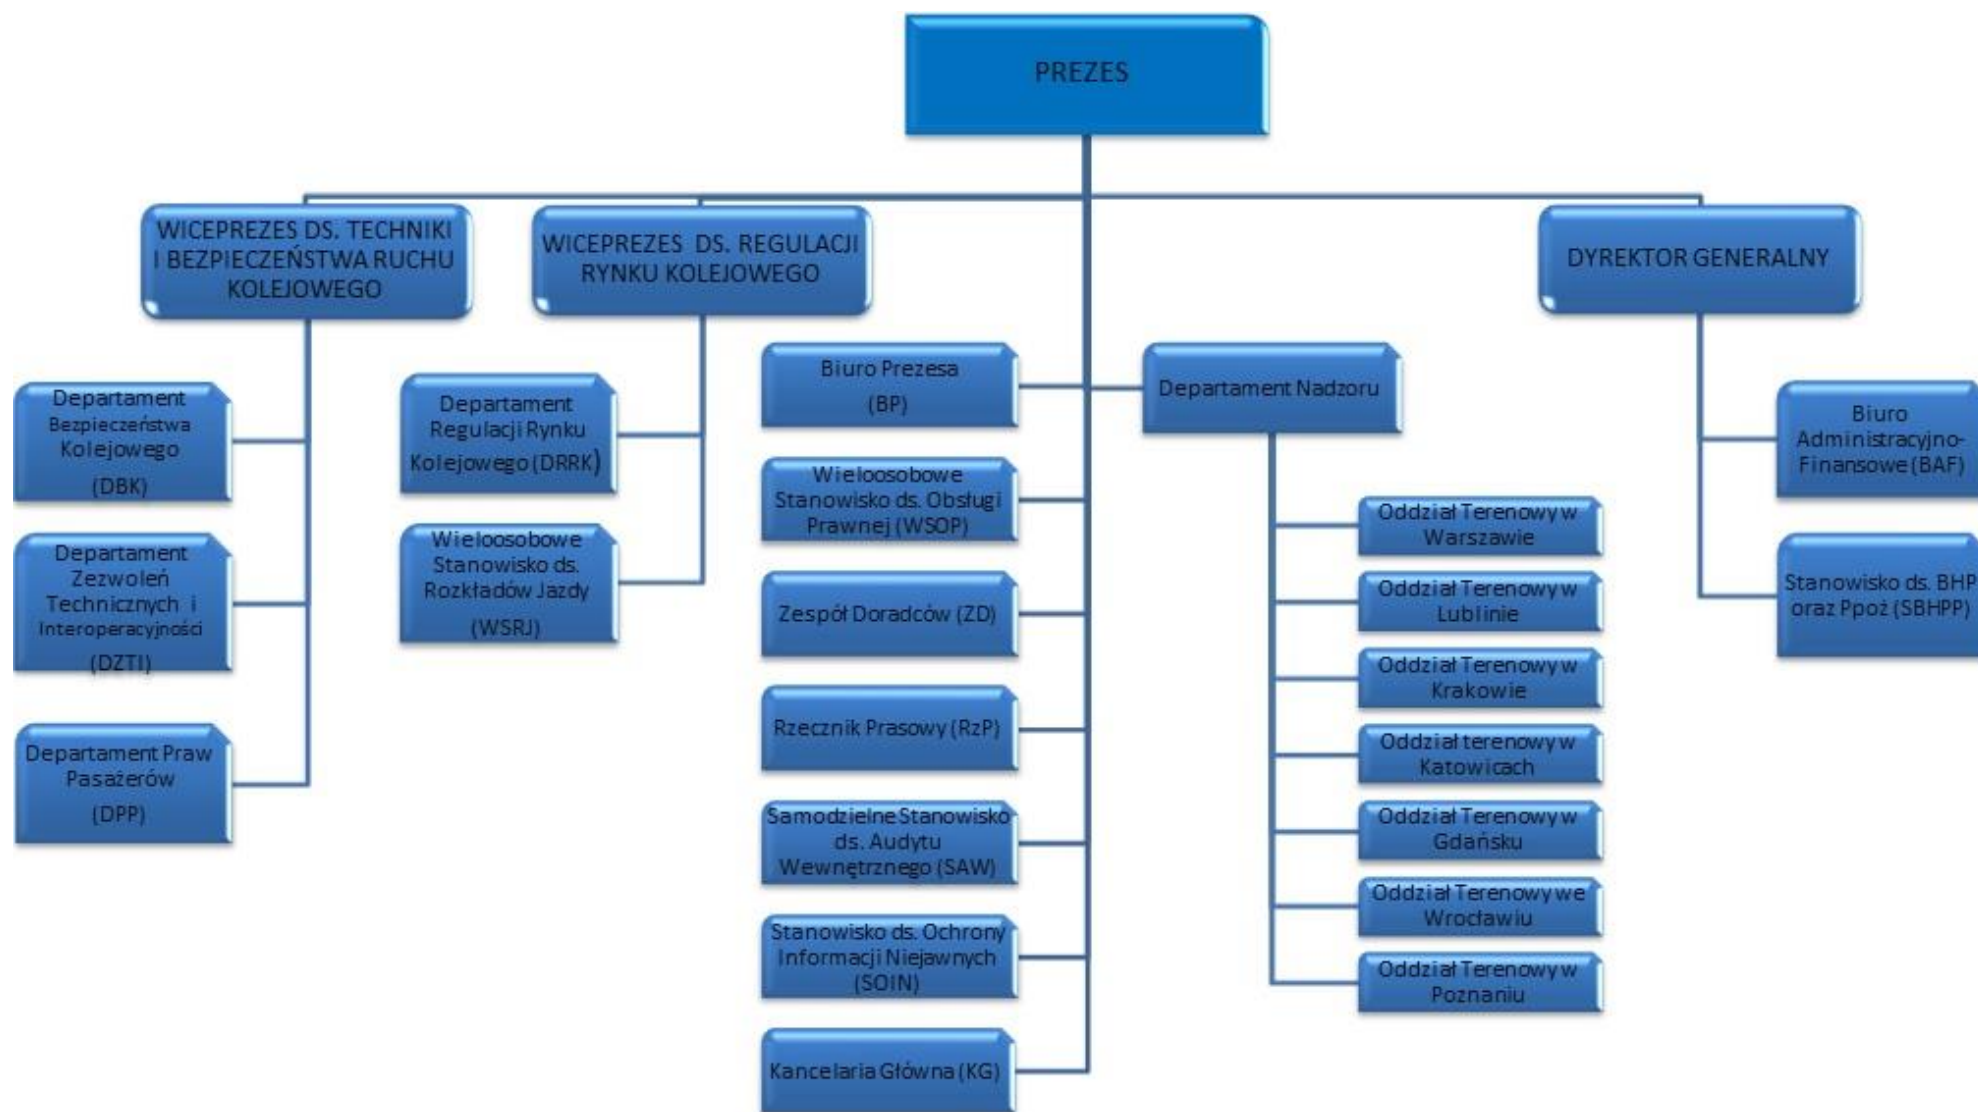 PREZES
WICEPREZES DS. TECHNIKI
I BEZPIECZEŃSTWA RUCHU
KOLEJOWEGO
WICEPREZES DS. REGULACJI
RYNKU KOLEJOWEGO
DYREKTOR GENERALNY
Departament
Bezpieczeństwa
Kolejowego
(DBK)
Departament
Zezwoleń
Technicznych i
Interoperacyjności
(DZTI)
Departament Praw
Pasażerów
(DPP)
Departament
Regulacji Rynku
Kolejowego (DRRK)
Wieloosobowe
Stanowisko ds.
Rozkładów Jazdy
(WSRJ)
Biuro Prezesa
(BP)
Wieloosobowe
Stanowisko ds. Obsługi
Prawnej (WSOP)
Zespół Doradców (ZD)
Rzecznik Prasowy (RzP)
Samodzielne Stanowisko
ds. Audytu
Wewnętrznego (SAW)
Stanowisko ds. Ochrony
Informacji Niejawnych
(SOIN)
Kancelaria Główna (KG)
Departament Nadzoru
Oddział Terenowy w
Warszawie
Oddział Terenowy w
Lublinie
Oddział Terenowy w
Krakowie
Oddział terenowy w
Katowicach
Oddział Terenowy w
Gdańsku
Oddział Terenowy we
Wrocławiu
Oddział Terenowy w
Poznaniu
Biuro
Administracyjno-
Finansowe (BAF)
Stanowisko ds. BHP
oraz Ppoż (SBHPP)